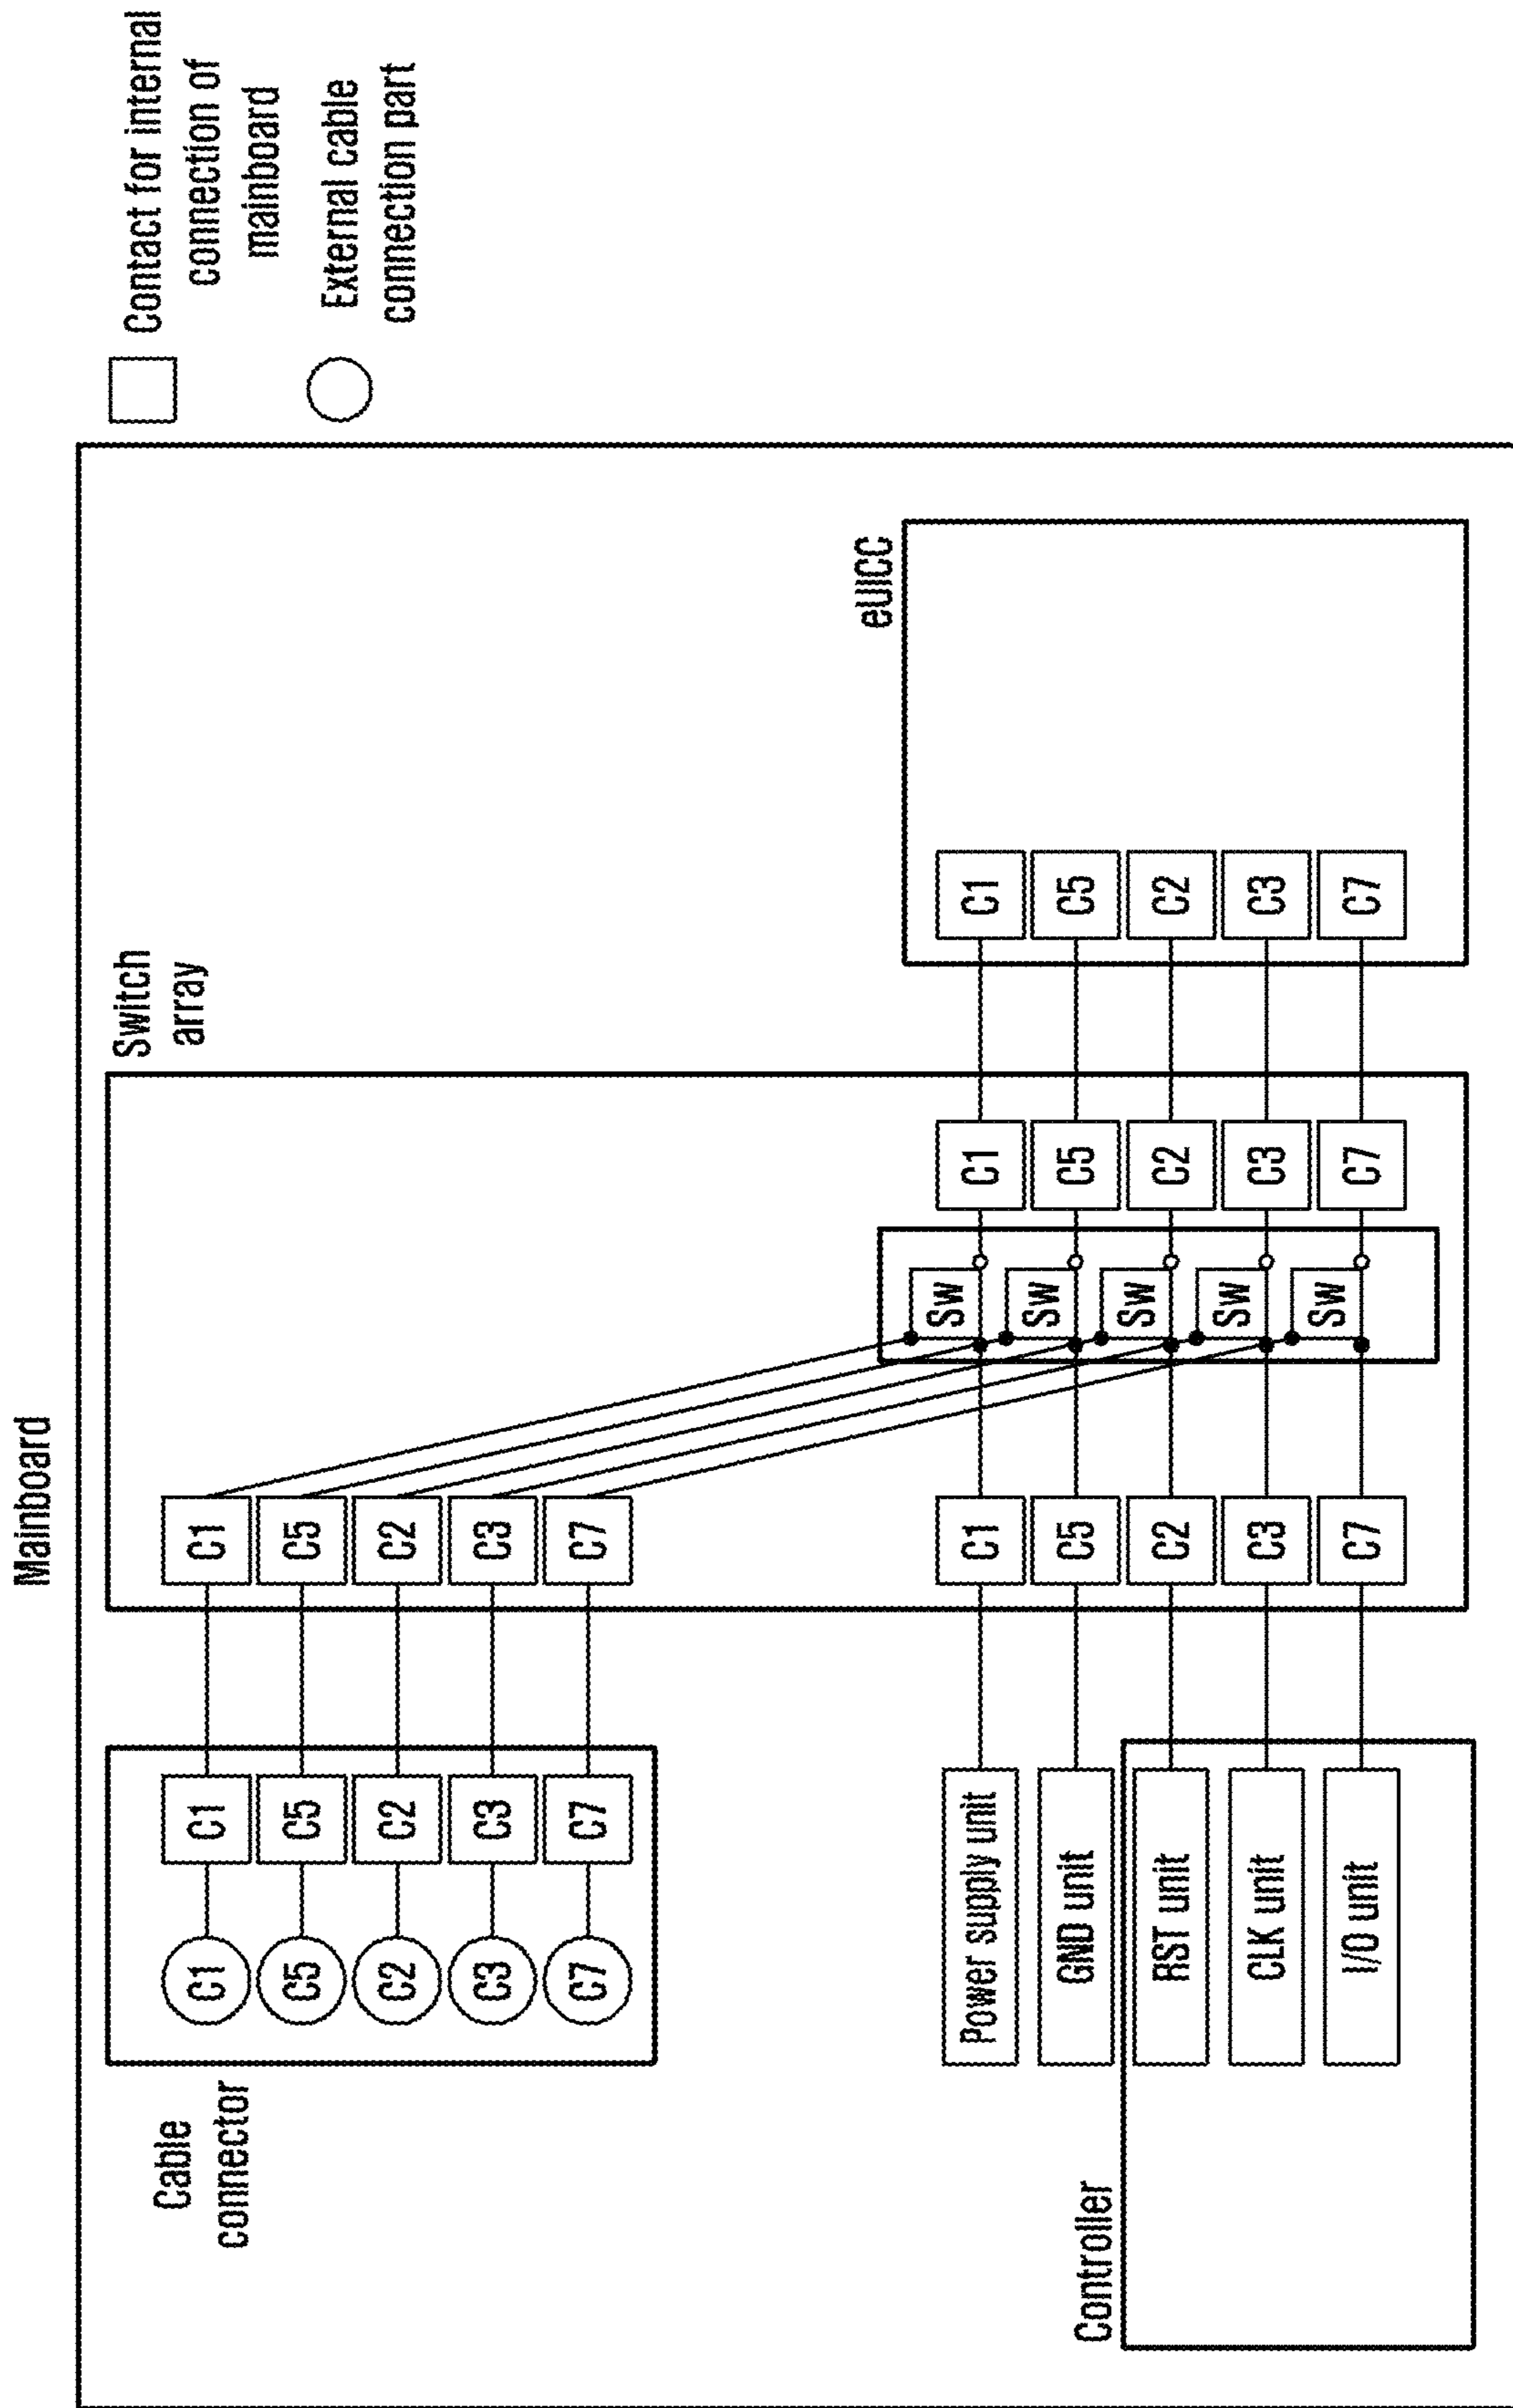 Mainboard
Contact for internal
connection of
mainboard
External cable
connection part
Cable
connector
C1
C5
C2
C3
C7
C1
C5
C2
C3
C7
Switch
array
C1
C5
C2
C3
C7
Controller
Power supply unit
GND unit
RST unit
CLK unit
I/O unit
C1
C5
C2
C3
C7
Sw
Sw
Sw
Sw
Sw
C1
C5
C2
C3
C7
eUICC
C1
C5
C2
C3
C7